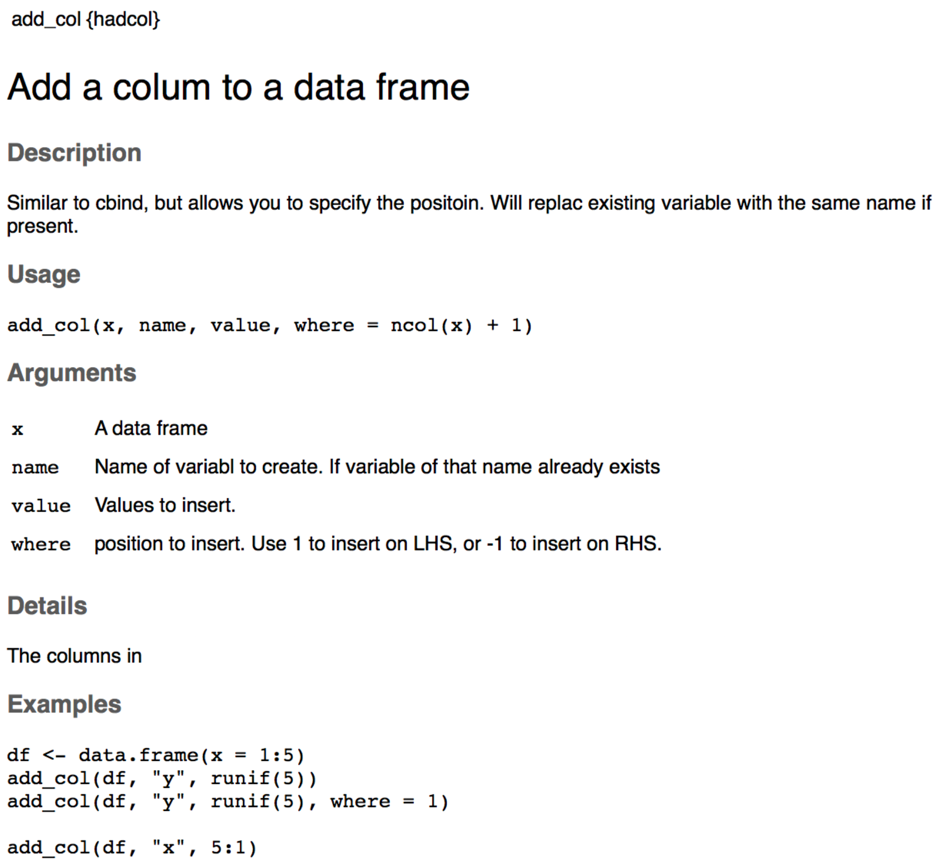 add_col {hadcol}
Add a colum to a data frame
Description
Similar to cbind, but allows you to specify the positoin. Will replac existing variable with the same name if
present.
Usage
add_col(x, name, value, where = ncol(x) + 1)
Arguments
x A data frame
name Name of variabl to create. If variable of that name already exists
value Values to insert.
where position to insert. Use 1 to insert on LHS, or -1 to insert on RHS.
Details
The columns in
Examples
df <- data.frame(x = 1:5)
add_col(df, "y", runif(5))
add_col(df, "y", runif(5), where = 1)
add_col(df, "x", 5:1)